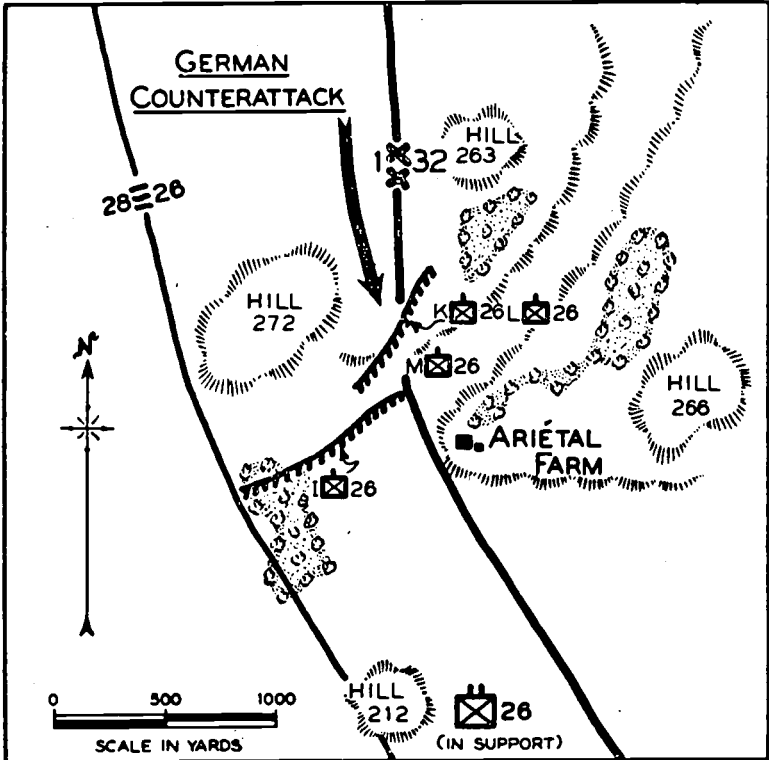 GERMAN
COUNTERATTACK
1 32
HILL
263
28 26
HILL
272
K 26 L 26
M 26
HILL
266
N
ARIÉTAL
FARM
I 26
0 500 1000
SCALE IN YARDS
HILL
212
26
(IN SUPPORT)